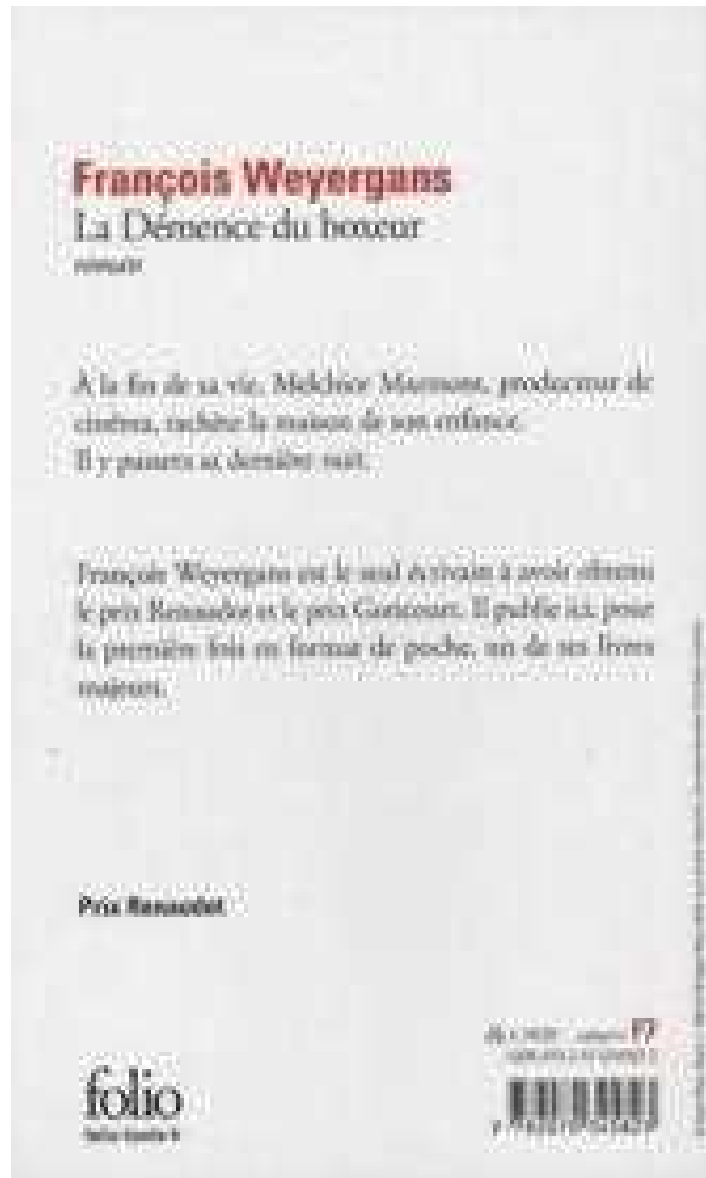 François Weyergans
La Démence du boxeur
roman
À la fin de sa vie, Melchior Marmont, producteur de
cinéma, rachète la maison de son enfance.
Il y passera sa dernière nuit.
François Weyergans est le seul écrivain à avoir obtenu
le prix Renaudot et le prix Goncourt. Il publie ici, pour
la première fois en format de poche, un de ses livres
majeurs.
Prix Renaudot
F7
folio